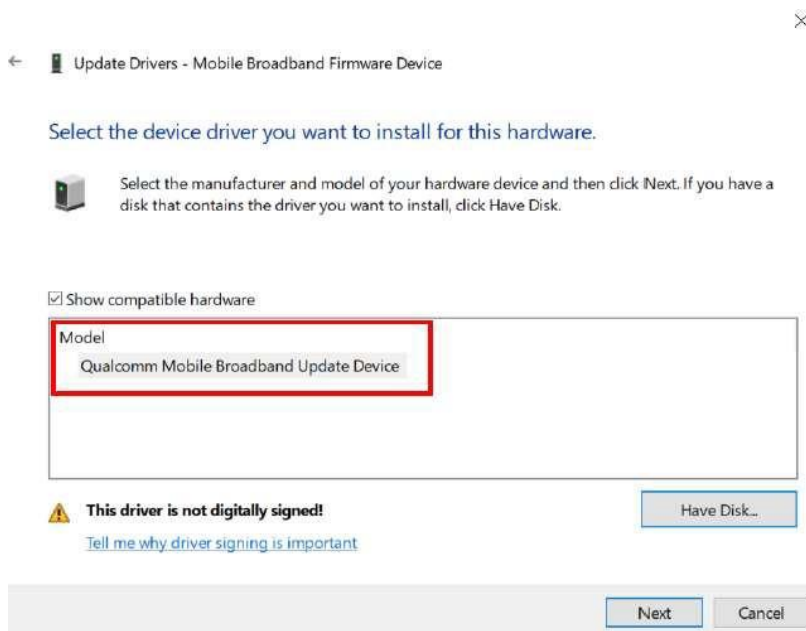 Update Drivers - Mobile Broadband Firmware Device
Select the device driver you want to install for this hardware.
Select the manufacturer and model of your hardware device and then click Next. If you have a
disk that contains the driver you want to install, click Have Disk.
Show compatible hardware
Model
Qualcomm Mobile Broadband Update Device
This driver is not digitally signed!
Have Disk...
Tell me why driver signing is important
Next
Cancel